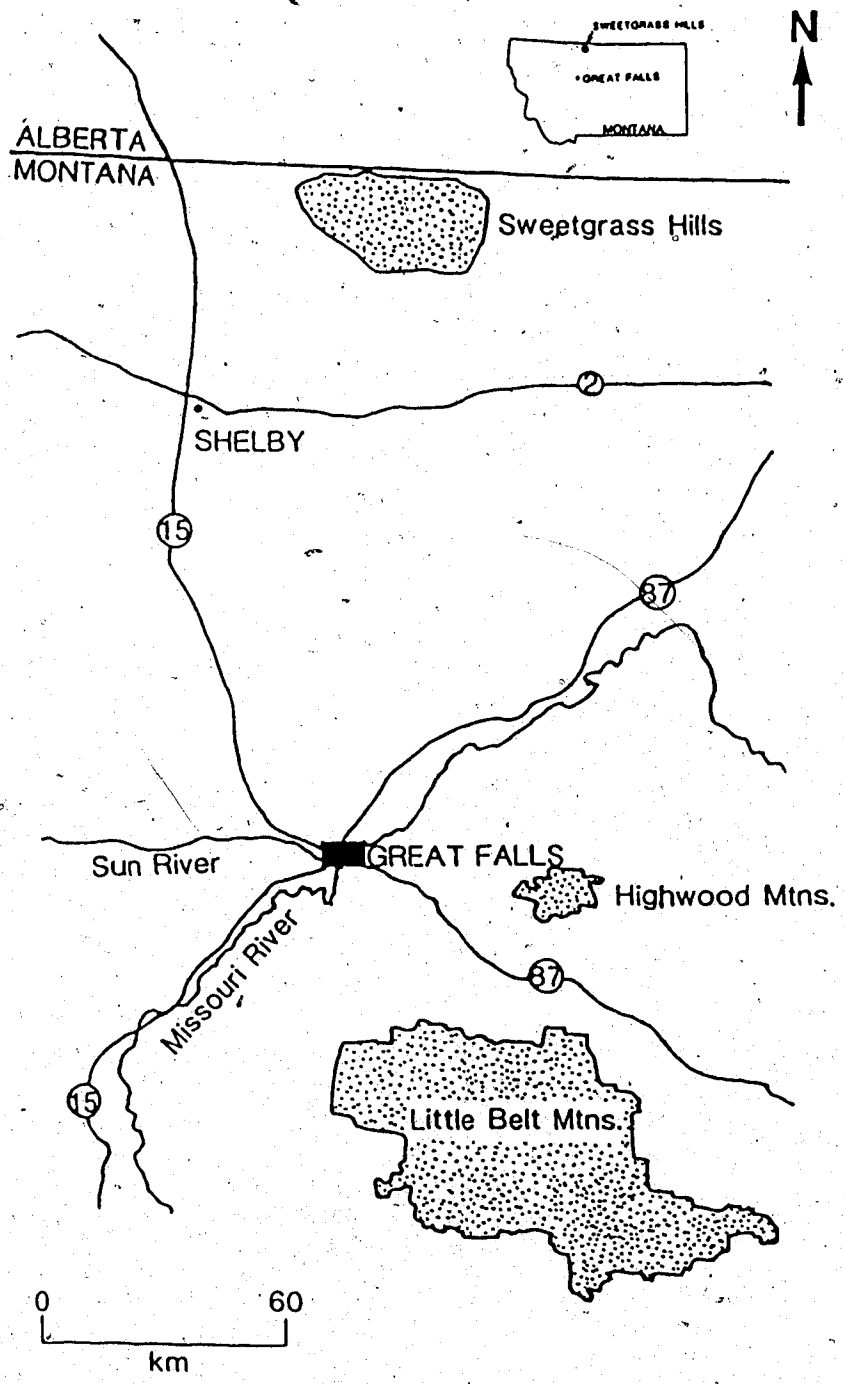 SWEETGRASS HILLS
GREAT FALLS
MONTANA
N
ALBERTA
MONTANA
Sweetgrass Hills
2
SHELBY
15
87
GREAT FALLS
Sun River
Highwood Mtns.
Missouri River
87
15
Little Belt Mtns.
0 60
km